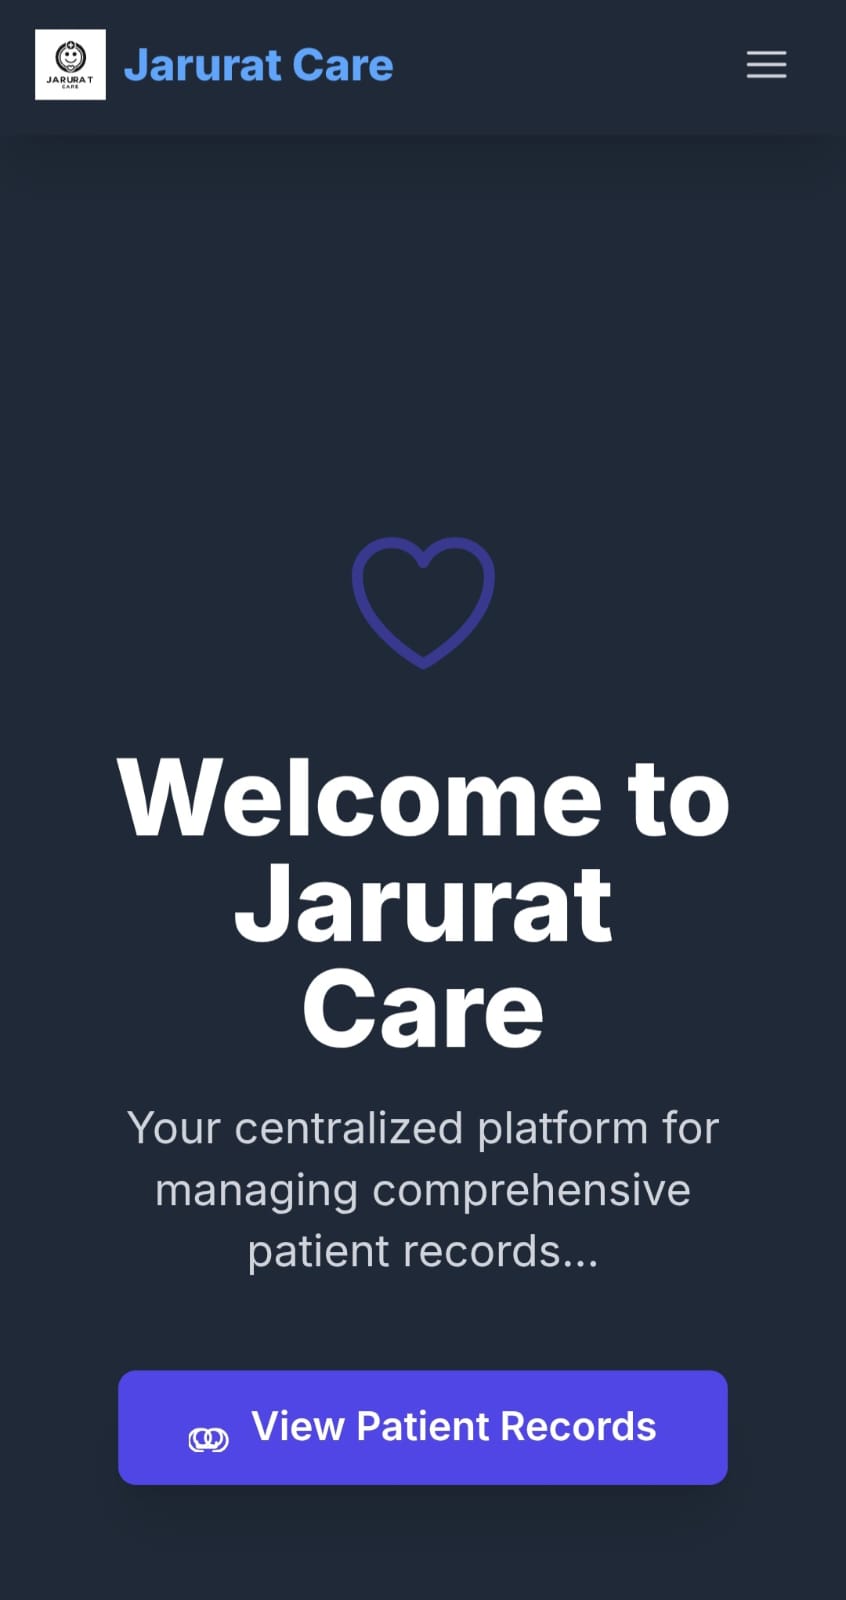 JARURAT
CARE
Jarurat Care
Welcome to
Jarurat
Care
Your centralized platform for
managing comprehensive
patient records...
View Patient Records